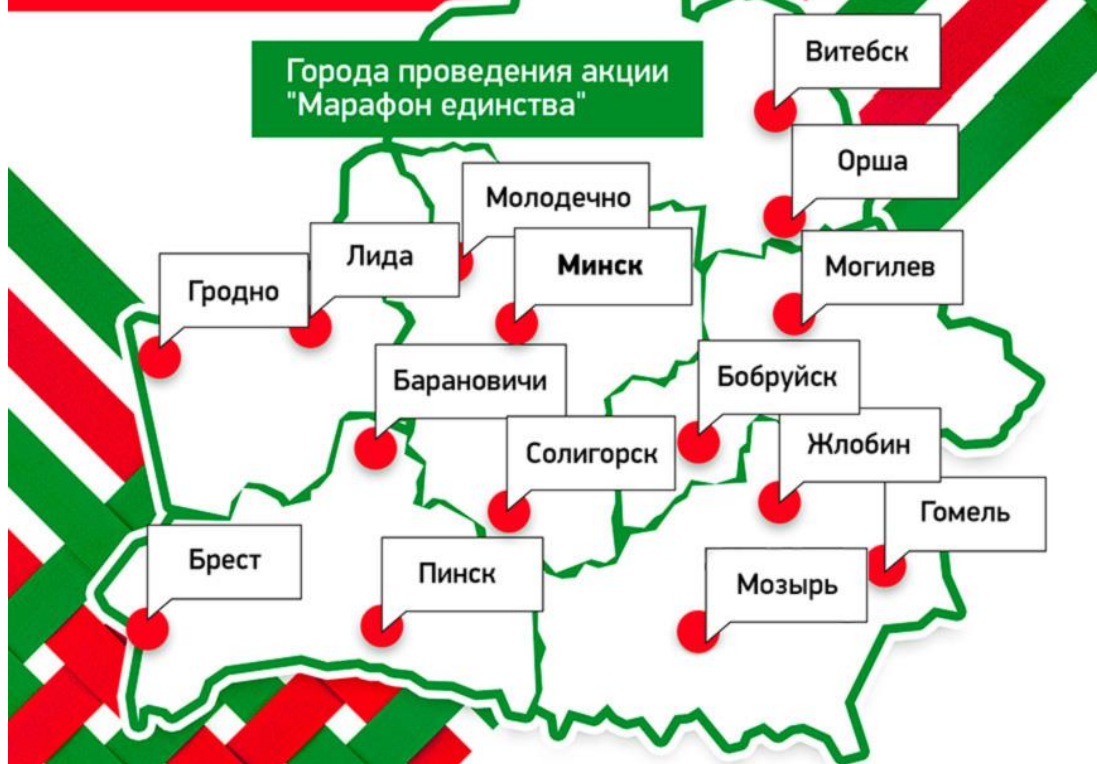 Города проведения акции
"Марафон единства"
Витебск
Орша
Молодечно
Минск
Лида
Могилев
Гродно
Барановичи
Бобруйск
Солигорск
Жлобин
Гомель
Брест
Пинск
Мозырь